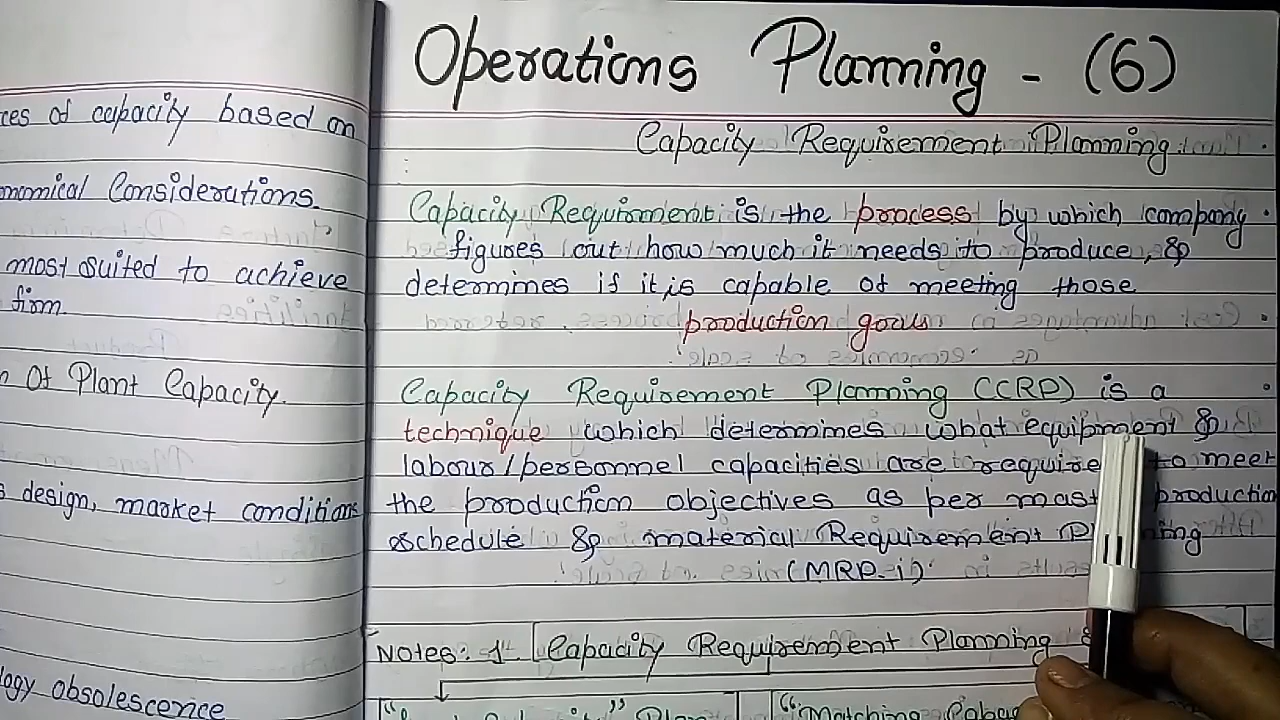 ces of capacity based on
nomical Considerations.
most suited to achieve
firm.
Of Plant Capacity.
design, market conditions
logy obsolescence
Operations Planning - (6)
Capacity Requirement Planning
Capacity Requirment is the process by which company
figures out how much it needs to produce, &
determines if it is capable of meeting those
production goals
Capacity Requirement Planning (CRP) is a
technique which determines what equipment &
labour/personnel capacities are require to meet
the production objectives as per mast production
schedule & material Requirement Planning
(MRP-i).
Notes: 1 Capacity Requirement Planning
"Matching